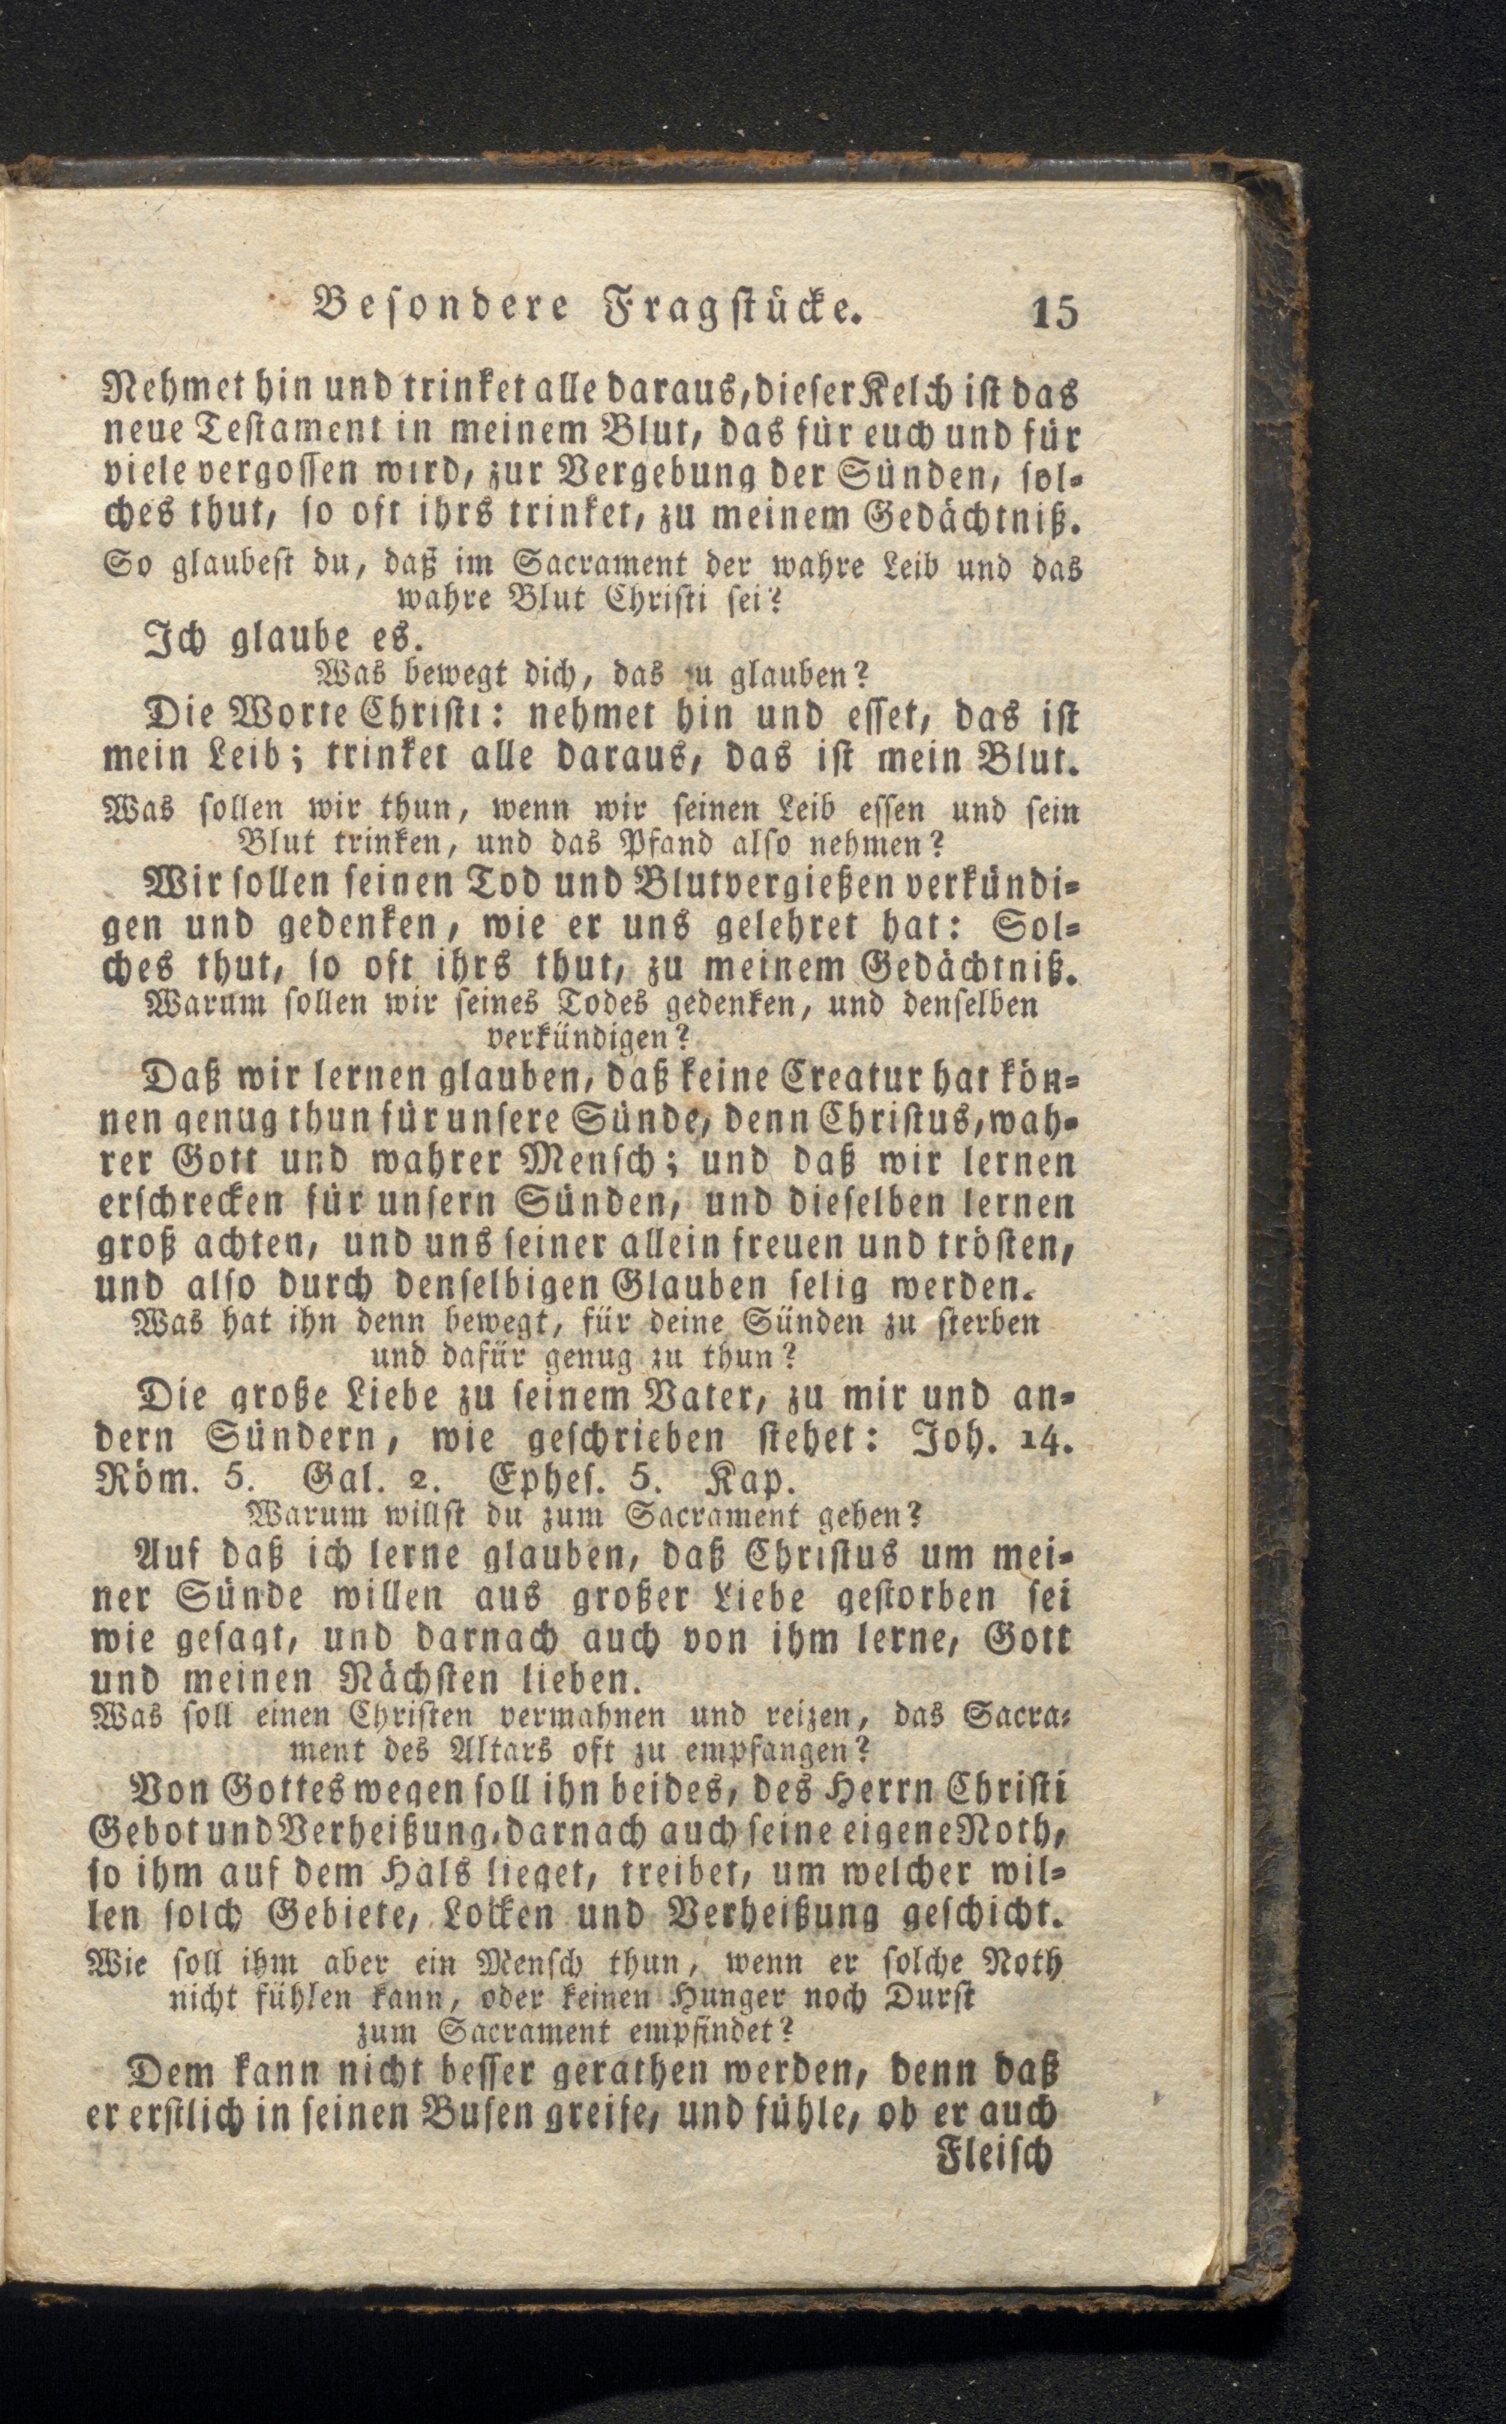 Besondere Fragstücke. 15
Nehmet hin und trinket alle daraus, dieser Kelch ist das
neue Testament in meinem Blut, das für euch und für
viele vergossen wird, zur Vergebung der Sünden, sol-
ches thut, so oft ihrs trinket, zu meinem Gedächtniß.
So glaubest du, daß im Sacrament der wahre Leib und das
wahre Blut Christi sei?
Ich glaube es.
Was bewegt dich, das zu glauben?
Die Worte Christi: nehmet hin und esset, das ist
mein Leib; trinket alle daraus, das ist mein Blut.
Was sollen wir thun, wenn wir seinen Leib essen und sein
Blut trinken, und das Pfand also nehmen?
Wir sollen seinen Tod und Blutvergießen verkündi-
gen und gedenken, wie er uns gelehret hat: Sol-
ches thut, so oft ihrs thut, zu meinem Gedächtniß.
Warum sollen wir seines Todes gedenken, und denselben
verkündigen?
Daß wir lernen glauben, daß keine Creatur hat kön-
nen genug thun für unsere Sünde, denn Christus, wah-
rer Gott und wahrer Mensch; und daß wir lernen
erschrecken für unsern Sünden, und dieselben lernen
groß achten, und uns seiner allein freuen und trösten,
und also durch denselbigen Glauben selig werden.
Was hat ihn denn bewegt, für deine Sünden zu sterben
und dafür genug zu thun?
Die große Liebe zu seinem Vater, zu mir und an-
dern Sündern, wie geschrieben stehet: Joh. 14.
Röm. 5. Gal. 2. Ephes. 5. Kap.
Warum willst du zum Sacrament gehen?
Auf daß ich lerne glauben, daß Christus um mei-
ner Sünde willen aus großer Liebe gestorben sei
wie gesagt, und darnach auch von ihm lerne, Gott
und meinen Nächsten lieben.
Was soll einen Christen vermahnen und reizen, das Sacra-
ment des Altars oft zu empfangen?
Von Gottes wegen soll ihn beides, des Herrn Christi
Gebot und Verheißung, darnach auch seine eigene Noth,
so ihm auf dem Hals lieget, treibet, um welcher wil-
len solch Gebiete, Locken und Verheißung geschicht.
Wie soll ihm aber ein Mensch thun, wenn er solche Noth
nicht fühlen kann, oder keinen Hunger noch Durst
zum Sacrament empfindet?
Dem kann nicht besser gerathen werden, denn daß
er erstlich in seinen Busen greife, und fühle, ob er auch
Fleisch